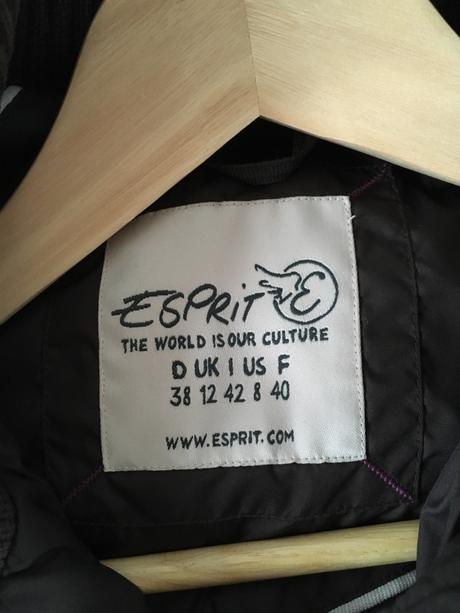 ESPRIT E
THE WORLD IS OUR CULTURE
D UK I US F
38 12 42 8 40
WWW.ESPRIT.COM